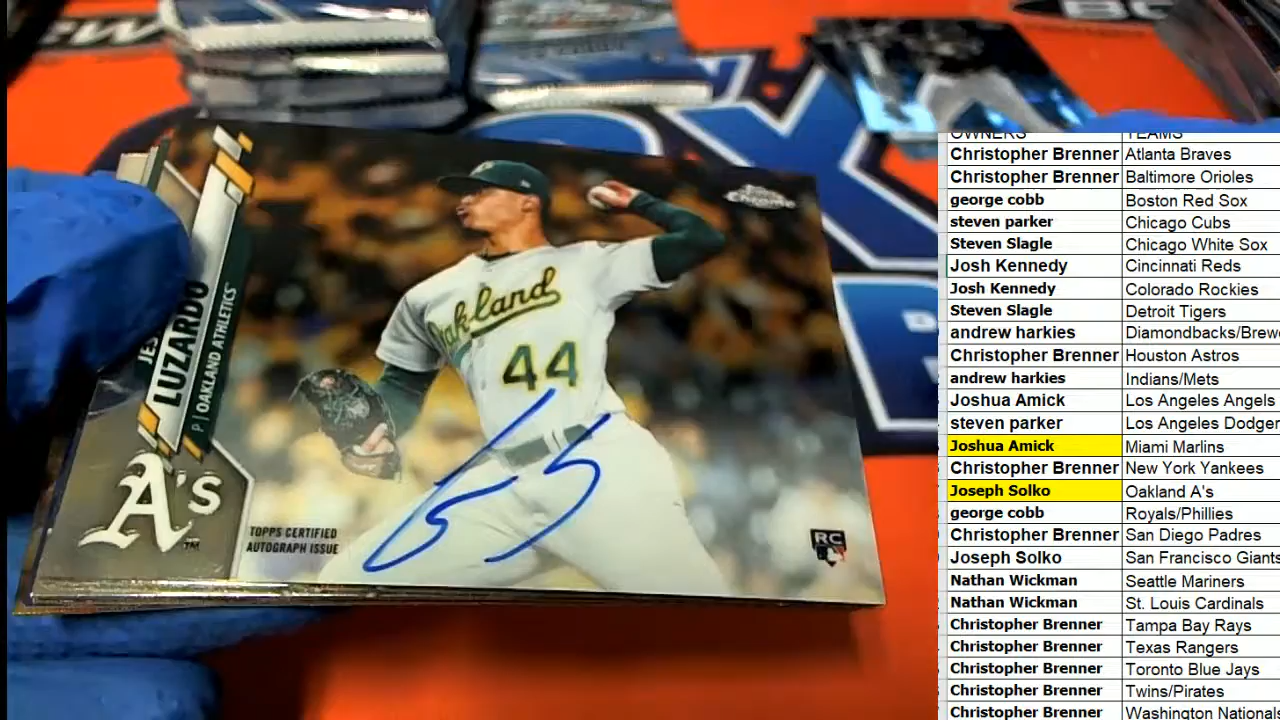 Topps
CHROME
LUZARDO
P | OAKLAND ATHLETICS
Oakland
44
A's
TM
TOPPS CERTIFIED
AUTOGRAPH ISSUE
RC
OWNERS TEAMS
Christopher Brenner Atlanta Braves
Christopher Brenner Baltimore Orioles
george cobb Boston Red Sox
steven parker Chicago Cubs
Steven Slagle Chicago White Sox
Josh Kennedy Cincinnati Reds
Josh Kennedy Colorado Rockies
Steven Slagle Detroit Tigers
andrew harkies Diamondbacks/Brewe
Christopher Brenner Houston Astros
andrew harkies Indians/Mets
Joshua Amick Los Angeles Angels
steven parker Los Angeles Dodger
Joshua Amick Miami Marlins
Christopher Brenner New York Yankees
Joseph Solko Oakland A's
george cobb Royals/Phillies
Christopher Brenner San Diego Padres
Joseph Solko San Francisco Giants
Nathan Wickman Seattle Mariners
Nathan Wickman St. Louis Cardinals
Christopher Brenner Tampa Bay Rays
Christopher Brenner Texas Rangers
Christopher Brenner Toronto Blue Jays
Christopher Brenner Twins/Pirates
Christopher Brenner Washington Nationals